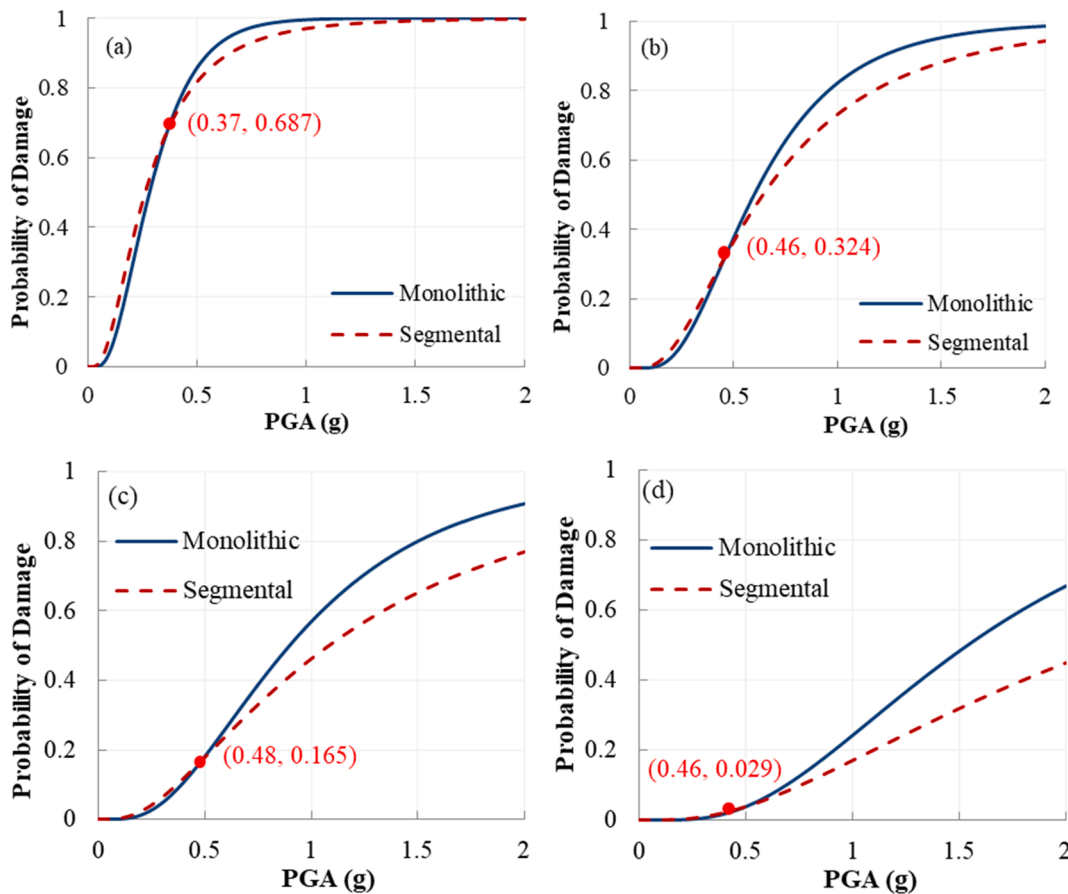 (a)
1
0.8
0.6
0.4
0.2
0
Probability of Damage
(0.37, 0.687)
Monolithic
Segmental
0 0.5 1 1.5 2
PGA (g)
(b)
1
0.8
0.6
0.4
0.2
0
Probability of Damage
(0.46, 0.324)
Monolithic
Segmental
0 0.5 1 1.5 2
PGA (g)
(c)
1
0.8
0.6
0.4
0.2
0
Probability of Damage
Monolithic
Segmental
(0.48, 0.165)
0 0.5 1 1.5 2
PGA (g)
(d)
1
0.8
0.6
0.4
0.2
0
Probability of Damage
Monolithic
Segmental
(0.46, 0.029)
0 0.5 1 1.5 2
PGA (g)